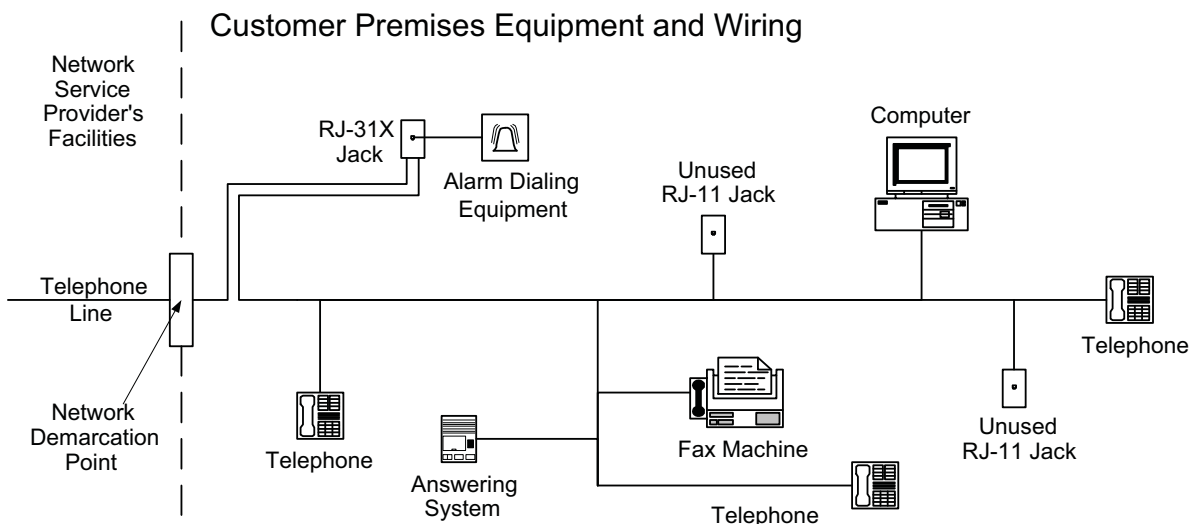 Customer Premises Equipment and Wiring
Network
Service
Provider's
Facilities
RJ-31X
Jack
Alarm Dialing
Equipment
Unused
RJ-11 Jack
Computer
Telephone
Line
Telephone
Network
Demarcation
Point
Telephone
Answering
System
Fax Machine
Telephone
Unused
RJ-11 Jack